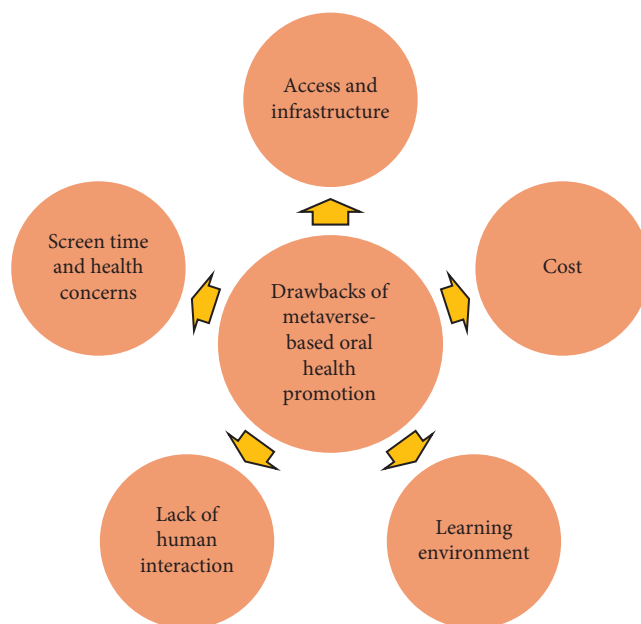 Access and
infrastructure
Screen time
and health
concerns
Cost
Drawbacks of
metaverse-
based oral
health
promotion
Lack of
human
interaction
Learning
environment